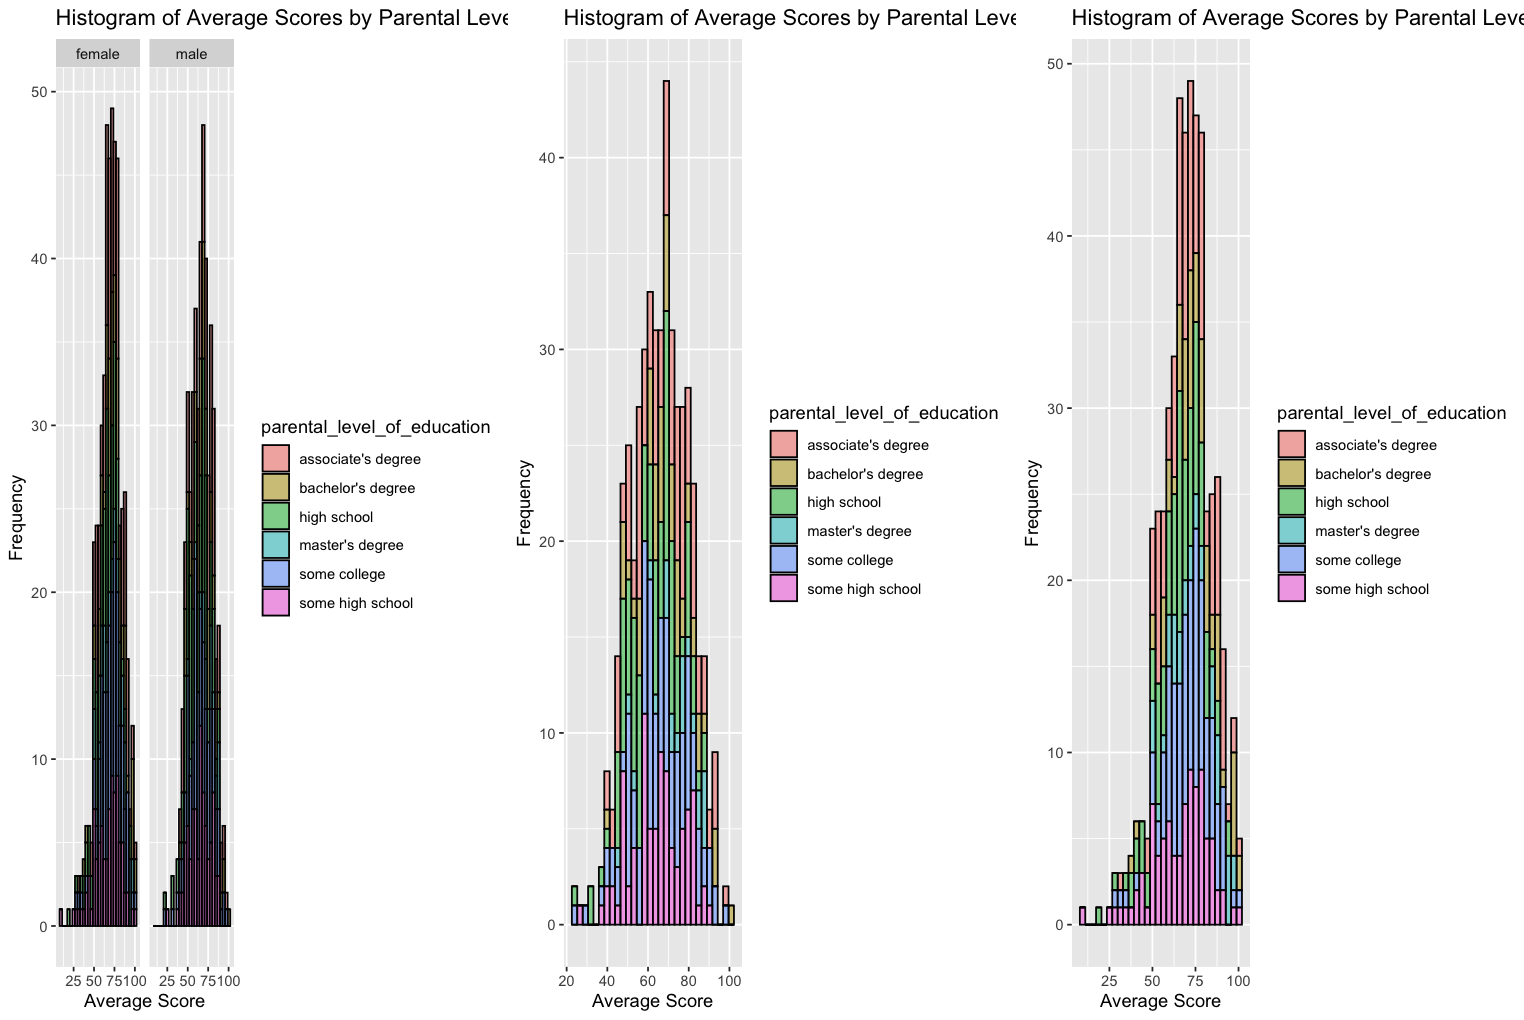 Histogram of Average Scores by Parental Leve
female
male
50
40
30
20
10
0
Frequency
25 50 75 100
25 50 75 100
Average Score
parental_level_of_education
associate's degree
bachelor's degree
high school
master's degree
some college
some high school
Histogram of Average Scores by Parental Leve
40
30
20
10
0
Frequency
20 40 60 80 100
Average Score
parental_level_of_education
associate's degree
bachelor's degree
high school
master's degree
some college
some high school
Histogram of Average Scores by Parental Leve
50
40
30
20
10
0
Frequency
25 50 75 100
Average Score
parental_level_of_education
associate's degree
bachelor's degree
high school
master's degree
some college
some high school